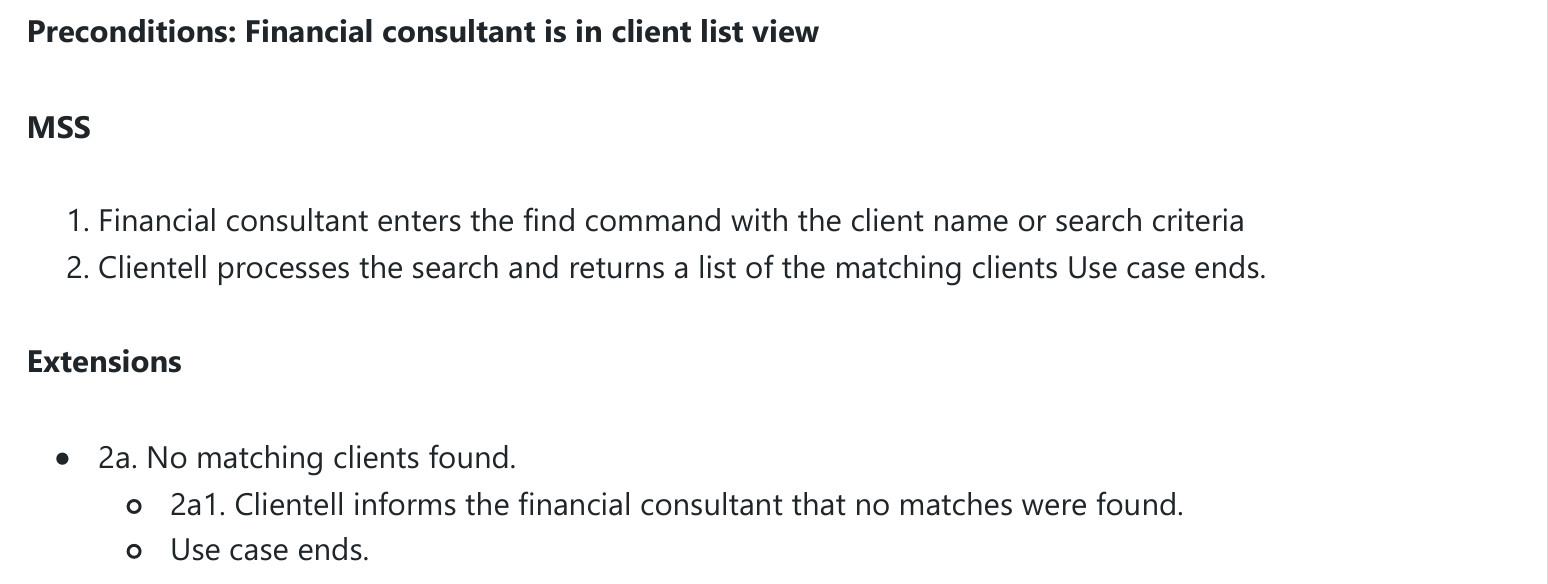 Preconditions: Financial consultant is in client list view
MSS
1. Financial consultant enters the find command with the client name or search criteria
2. Clientell processes the search and returns a list of the matching clients Use case ends.
Extensions
• 2a. No matching clients found.
o 2a1. Clientell informs the financial consultant that no matches were found.
o Use case ends.